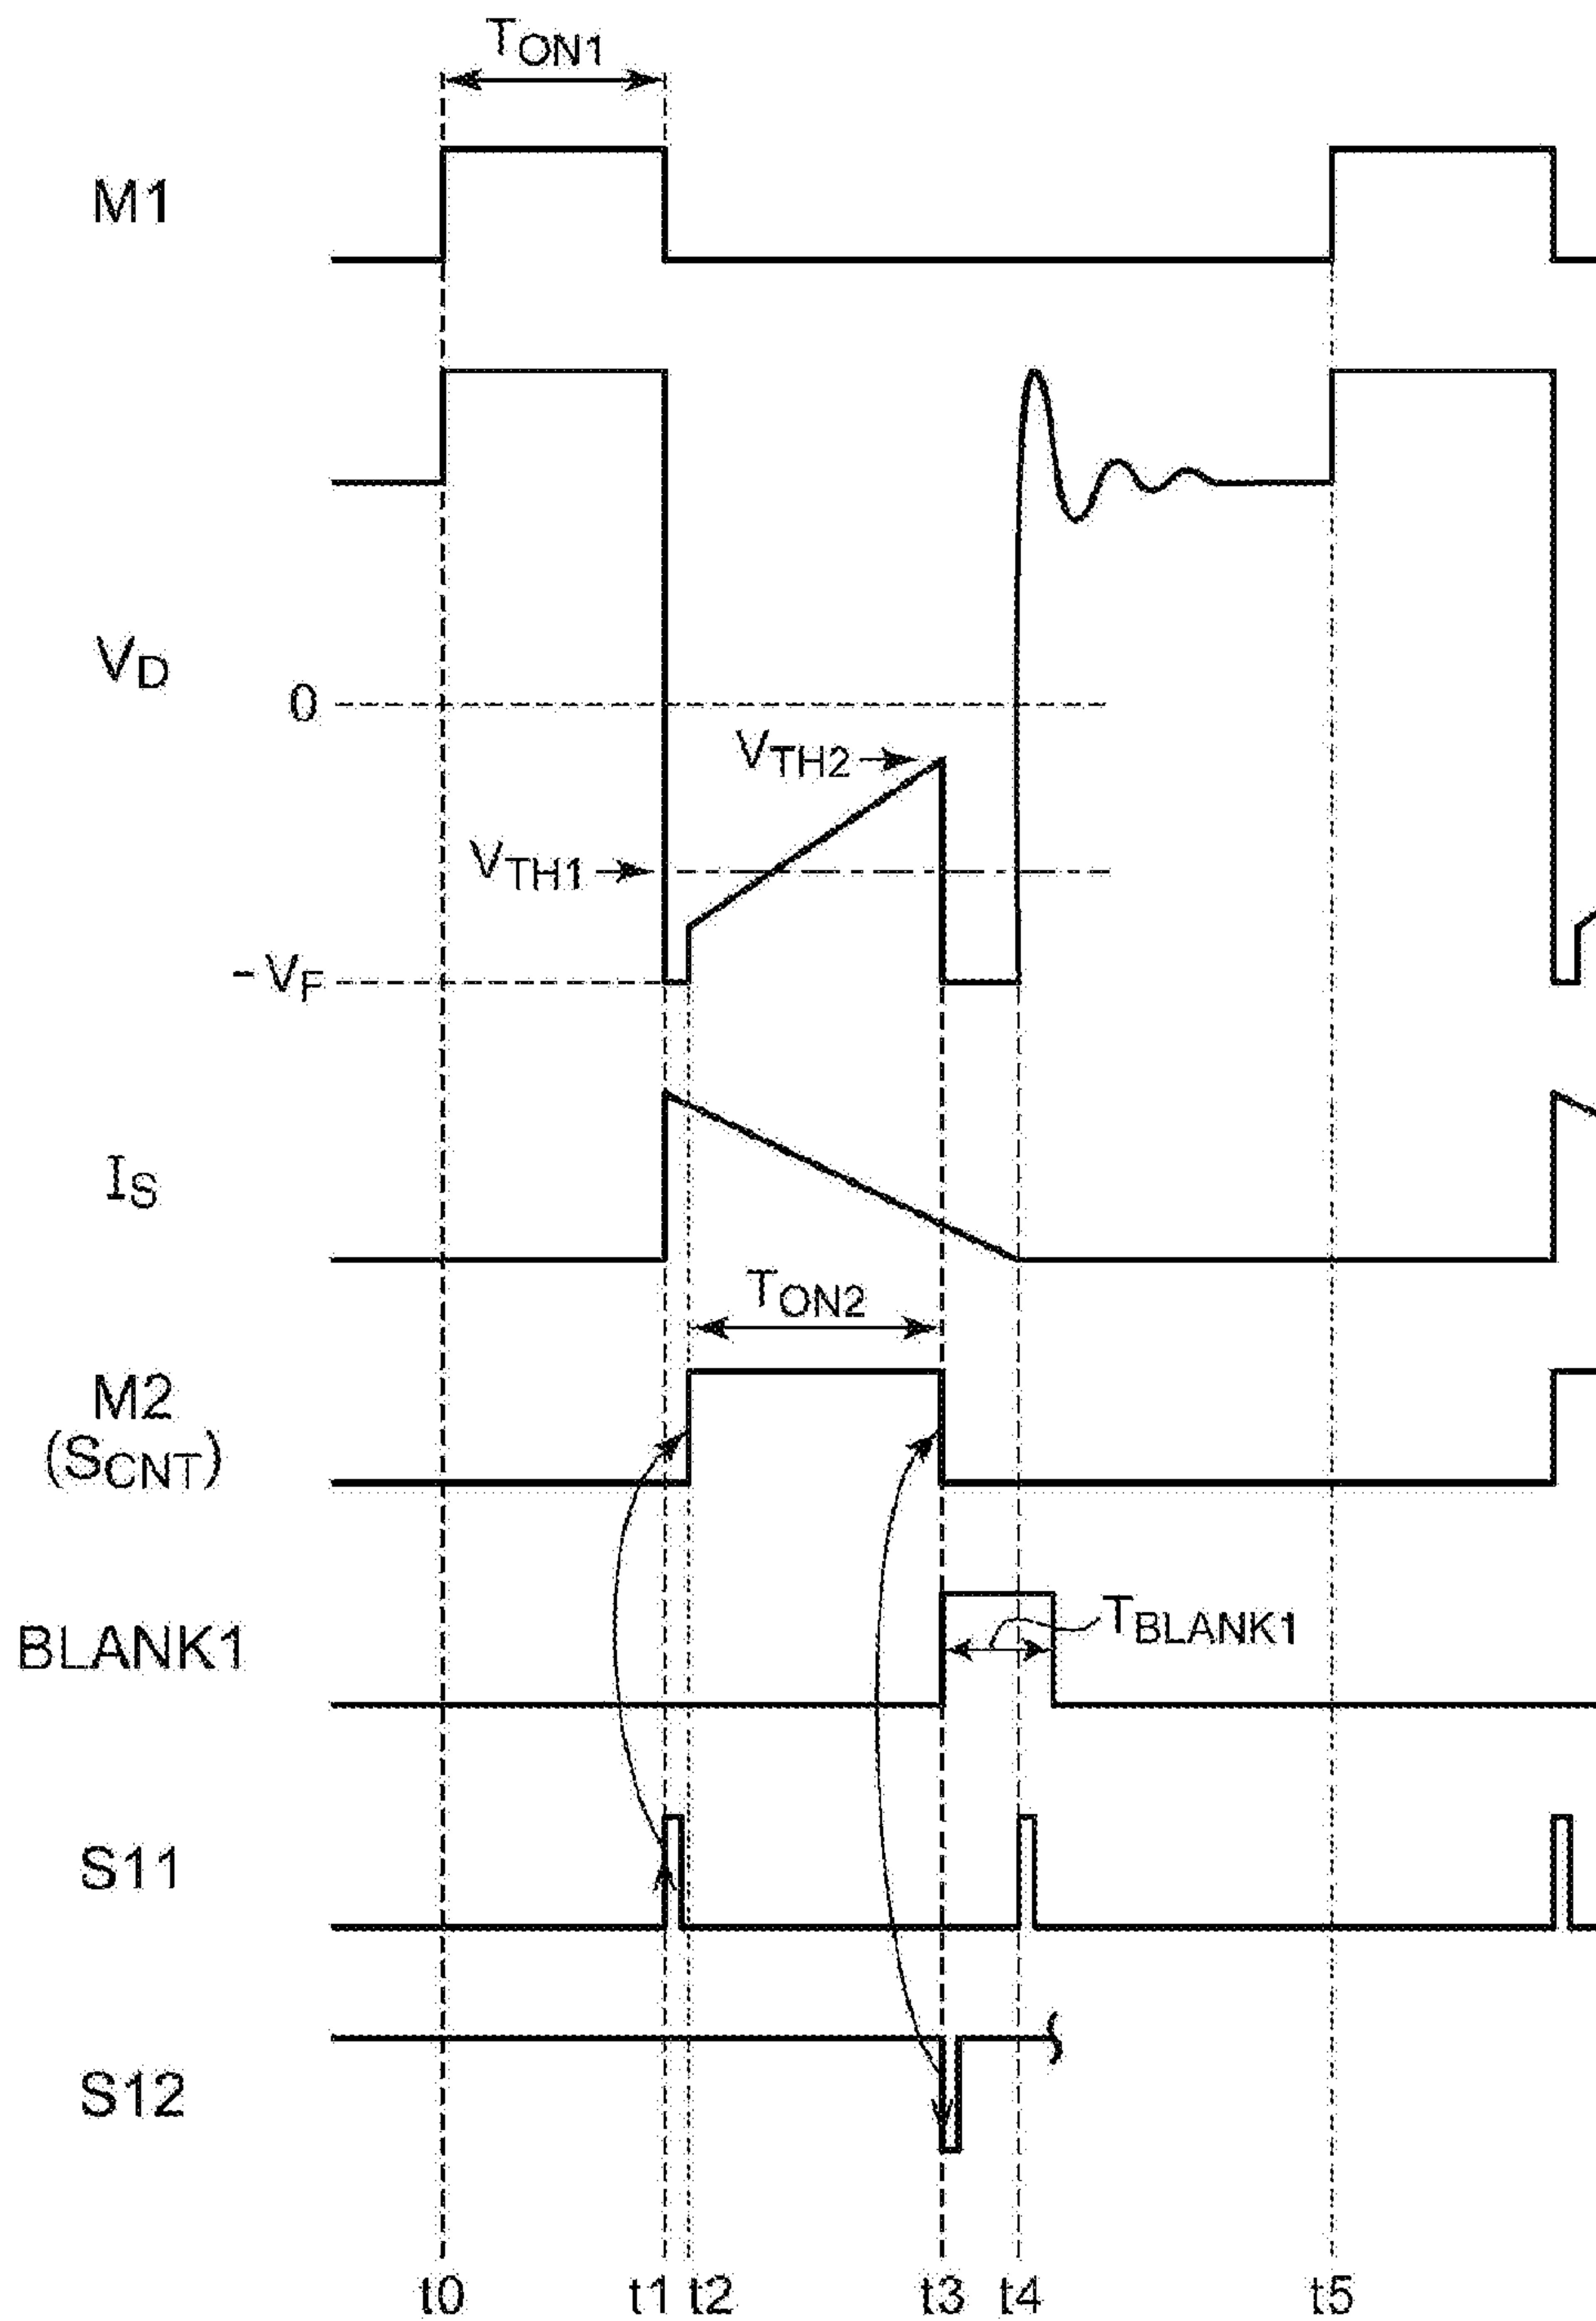 TON1
M1
VD
0
VTH2
VTH1
-VF
IS
TON2
M2
(SCNT)
BLANK1
TBLANK1
S11
S12
t0 t1 t2 t3 t4 t5